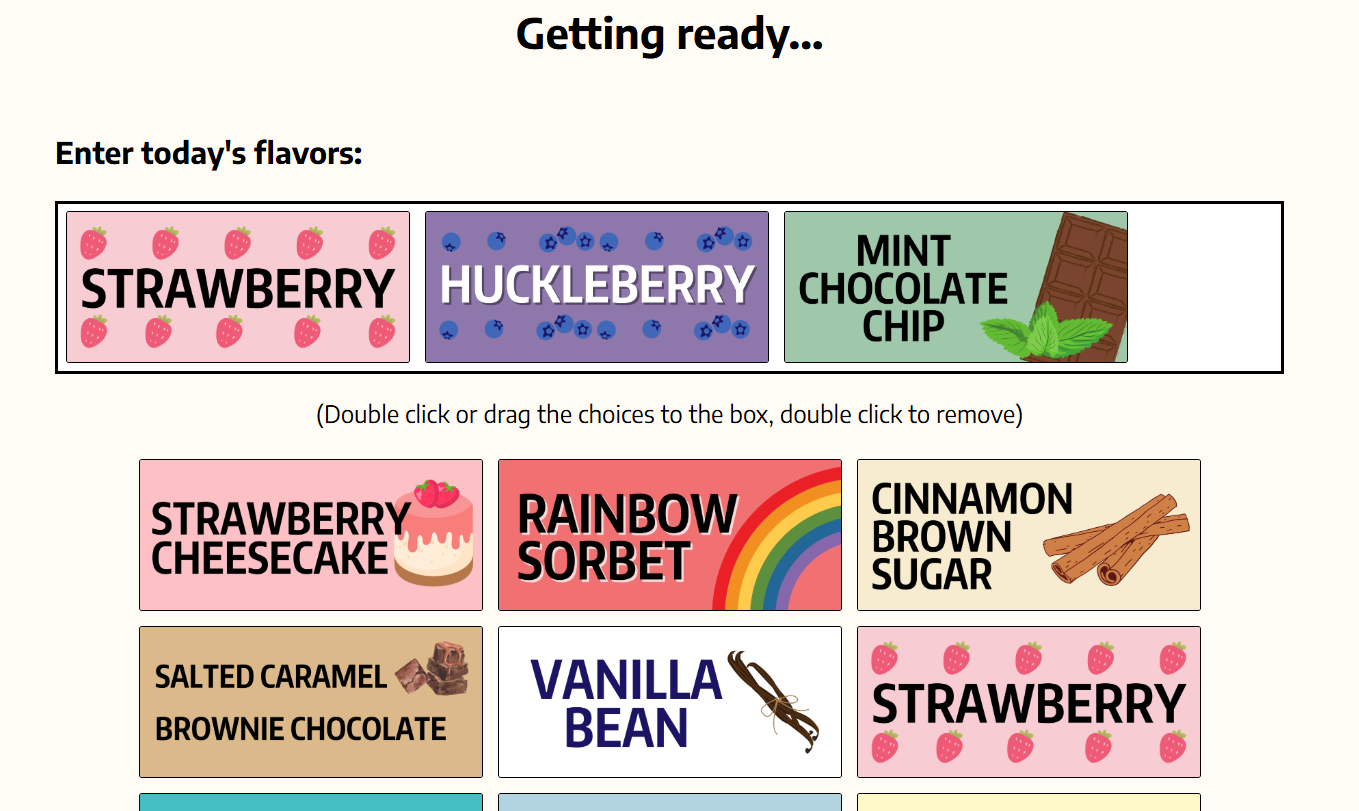 Getting ready...
Enter today's flavors:
STRAWBERRY
HUCKLEBERRY
MINT
CHOCOLATE
CHIP
(Double click or drag the choices to the box, double click to remove)
STRAWBERRY
CHEESECAKE
RAINBOW
SORBET
CINNAMON
BROWN
SUGAR
SALTED CARAMEL
BROWNIE CHOCOLATE
VANILLA
BEAN
STRAWBERRY